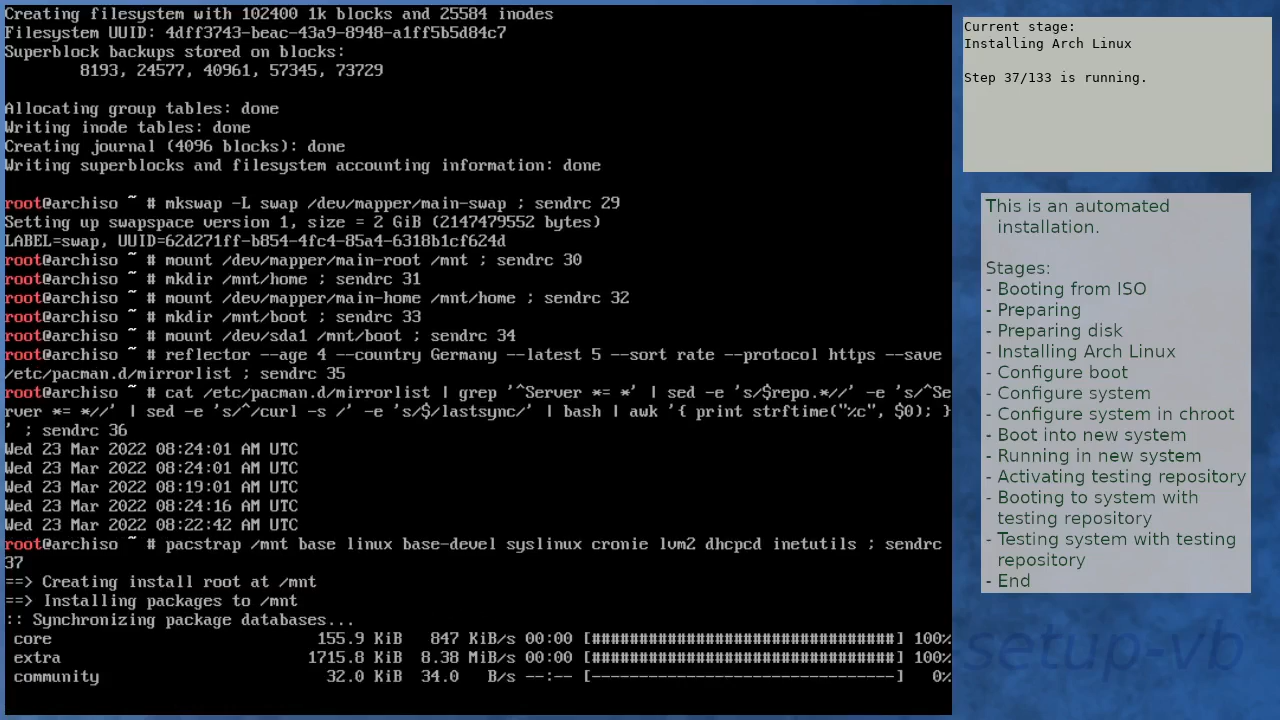 Creating filesystem with 102400 1k blocks and 25584 inodes
Filesystem UUID: 4dff3743-beac-43a9-8948-a1ff5b5d84c7
Superblock backups stored on blocks:
        8193, 24577, 40961, 57345, 73729

Allocating group tables: done
Writing inode tables: done
Creating journal (4096 blocks): done
Writing superblocks and filesystem accounting information: done

root@archiso ~ # mkswap -L swap /dev/mapper/main-swap ; sendrc 29
Setting up swapspace version 1, size = 2 GiB (2147479552 bytes)
LABEL=swap, UUID=62d271ff-b854-4fc4-85a4-6318b1cf624d
root@archiso ~ # mount /dev/mapper/main-root /mnt ; sendrc 30
root@archiso ~ # mkdir /mnt/home ; sendrc 31
root@archiso ~ # mount /dev/mapper/main-home /mnt/home ; sendrc 32
root@archiso ~ # mkdir /mnt/boot ; sendrc 33
root@archiso ~ # mount /dev/sda1 /mnt/boot ; sendrc 34
root@archiso ~ # reflector --age 4 --country Germany --latest 5 --sort rate --protocol https --save
/etc/pacman.d/mirrorlist ; sendrc 35
root@archiso ~ # cat /etc/pacman.d/mirrorlist | grep '^Server *= *' | sed -e 's/$repo.*//' -e 's/^Se
rver *= *//' | sed -e 's/^/curl -s /' -e 's/$/lastsync/' | bash | awk '{ print strftime("%c", $0); }
' ; sendrc 36
Wed 23 Mar 2022 08:24:01 AM UTC
Wed 23 Mar 2022 08:24:01 AM UTC
Wed 23 Mar 2022 08:19:01 AM UTC
Wed 23 Mar 2022 08:24:16 AM UTC
Wed 23 Mar 2022 08:22:42 AM UTC
root@archiso ~ # pacstrap /mnt base linux base-devel syslinux cronie lvm2 dhcpcd inetutils ; sendrc
37
==> Creating install root at /mnt
==> Installing packages to /mnt
:: Synchronizing package databases...
 core                            155.9 KiB   847 KiB/s 00:00 [################################] 100%
 extra                          1715.8 KiB  8.38 MiB/s 00:00 [################################] 100%
 community                        32.0 KiB  34.0   B/s --:-- [--------------------------------]   0%
Current stage:
Installing Arch Linux

Step 37/133 is running.
This is an automated
installation.

Stages:
- Booting from ISO
- Preparing
- Preparing disk
- Installing Arch Linux
- Configure boot
- Configure system
- Configure system in chroot
- Boot into new system
- Running in new system
- Activating testing repository
- Booting to system with
testing repository
- Testing system with testing
repository
- End
setup-vb